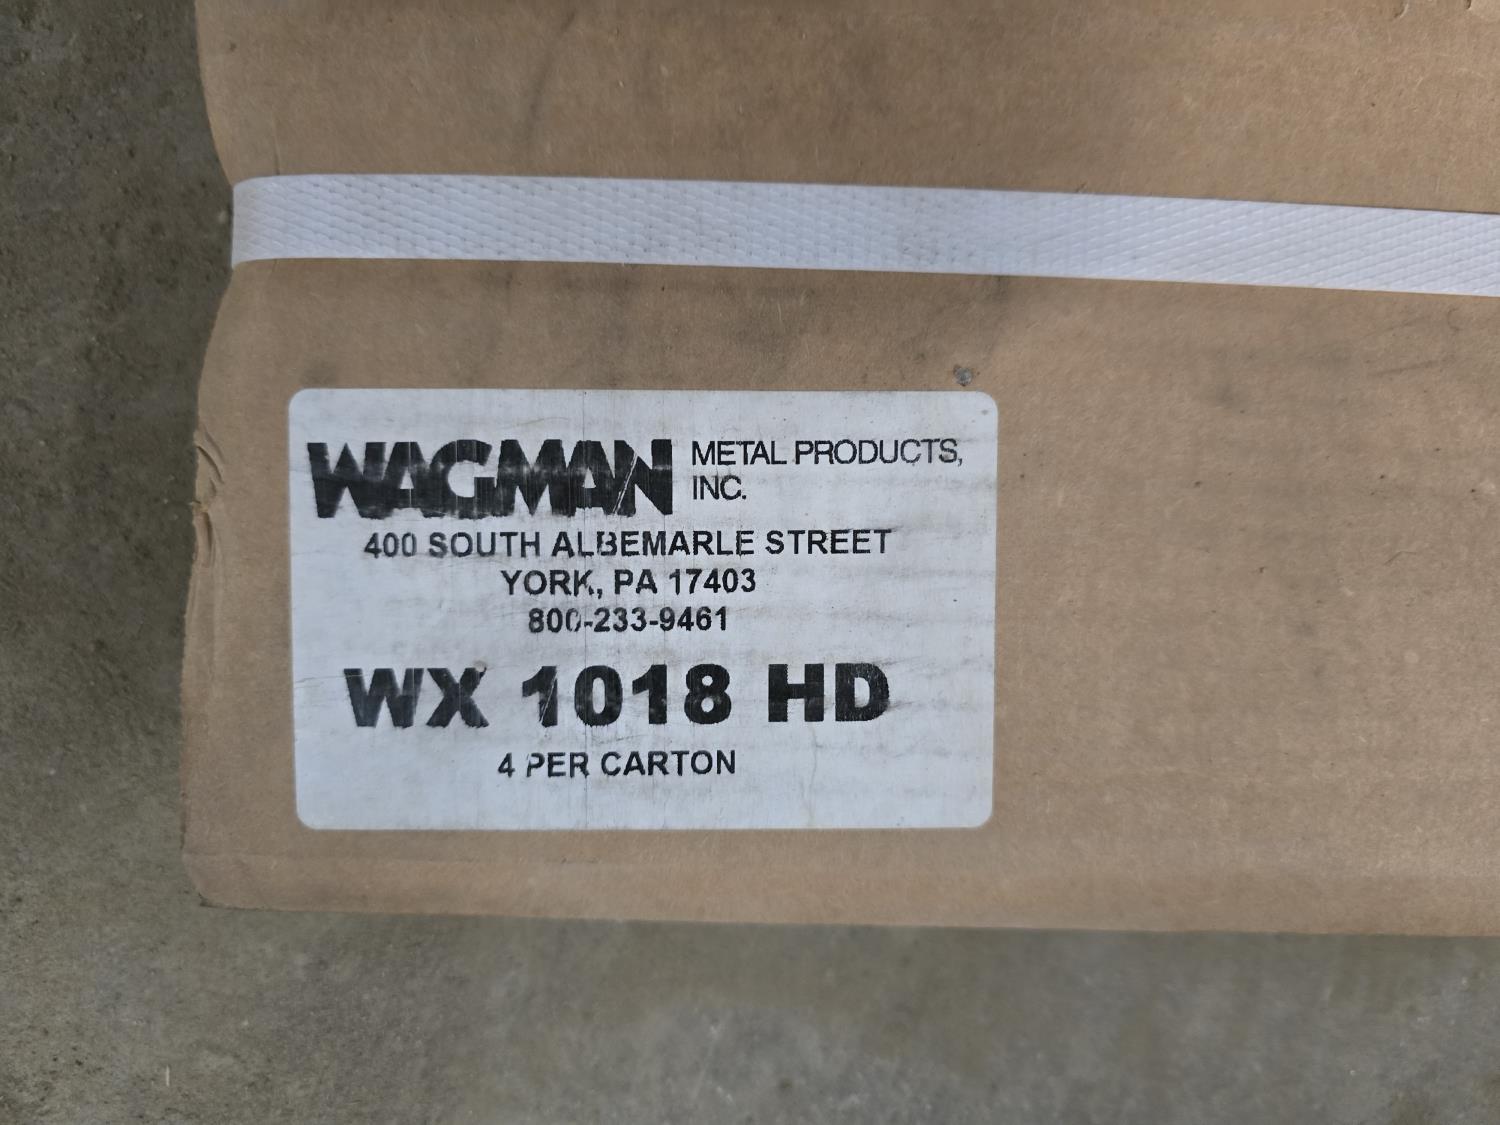 WAGMAN METAL PRODUCTS,
INC.
400 SOUTH ALBEMARLE STREET
YORK, PA 17403
800-233-9461
WX 1018 HD
4 PER CARTON